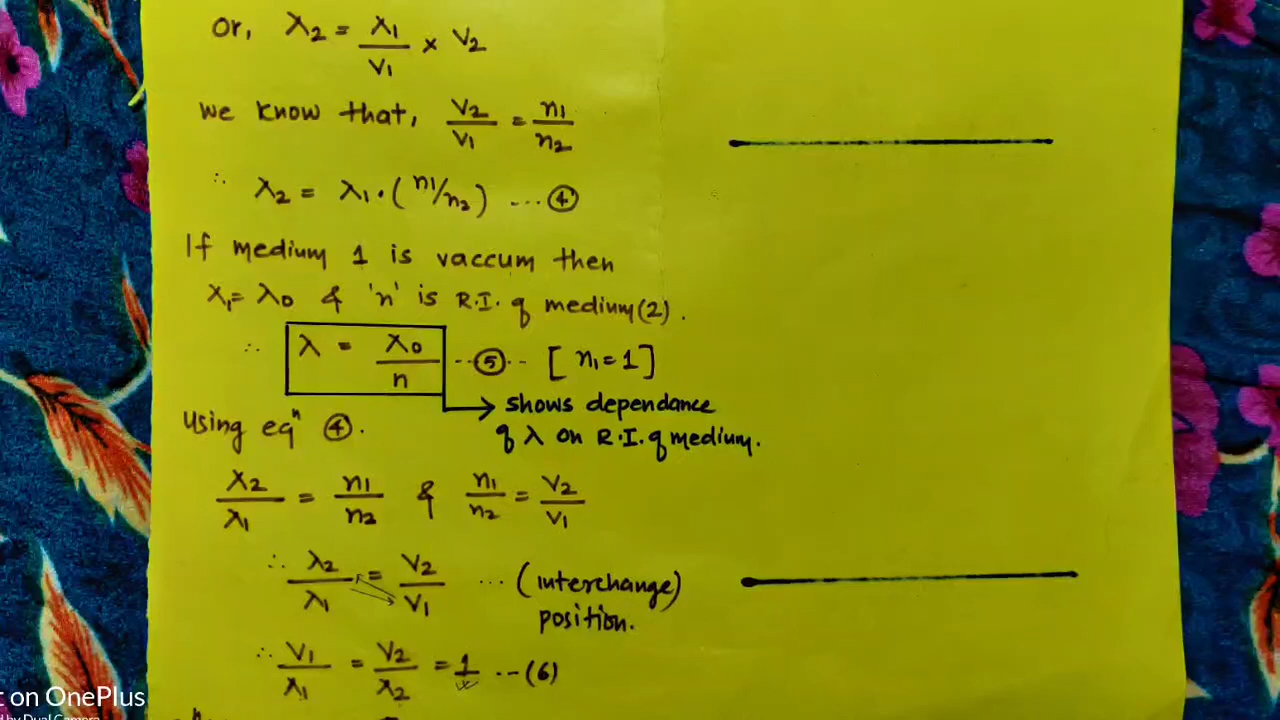 Or, λ2 = λ1/V1 × V2
we know that, V2/V1 = n1/n2
∴ λ2 = λ1 · (n1/n2) ... ④
If medium 1 is vaccum then
λ1 = λ0 & 'n' is R.I. of medium (2).
∴ λ = λ0/n ...⑤.. [n1 = 1]
→ shows dependance
of λ on R.I. of medium.
Using eqn ④.
λ2/λ1 = n1/n2 & n1/n2 = V2/V1
∴ λ2/λ1 = V2/V1 ... (interchange)
position.
∴ V1/λ1 = V2/λ2 = 1 ...(6)
t on OnePlus